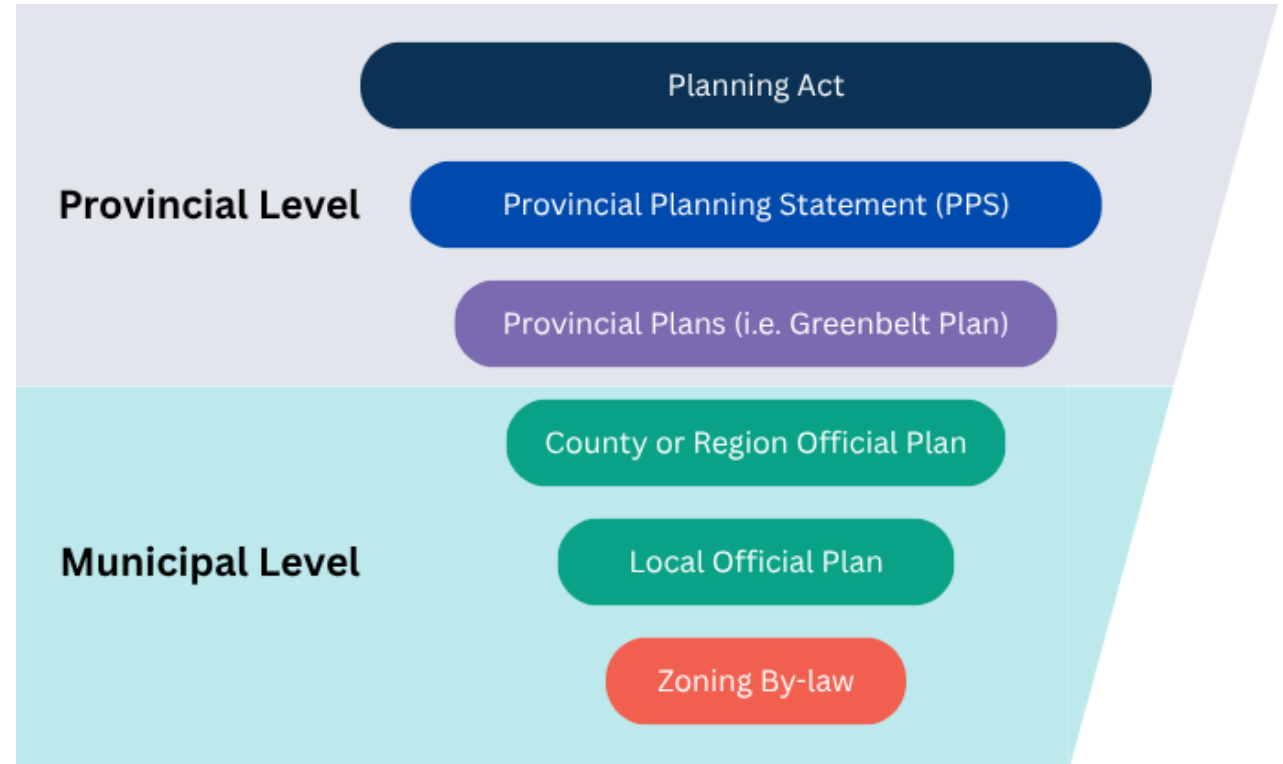 Planning Act
Provincial Level
Provincial Planning Statement (PPS)
Provincial Plans (i.e. Greenbelt Plan)
County or Region Official Plan
Municipal Level
Local Official Plan
Zoning By-law